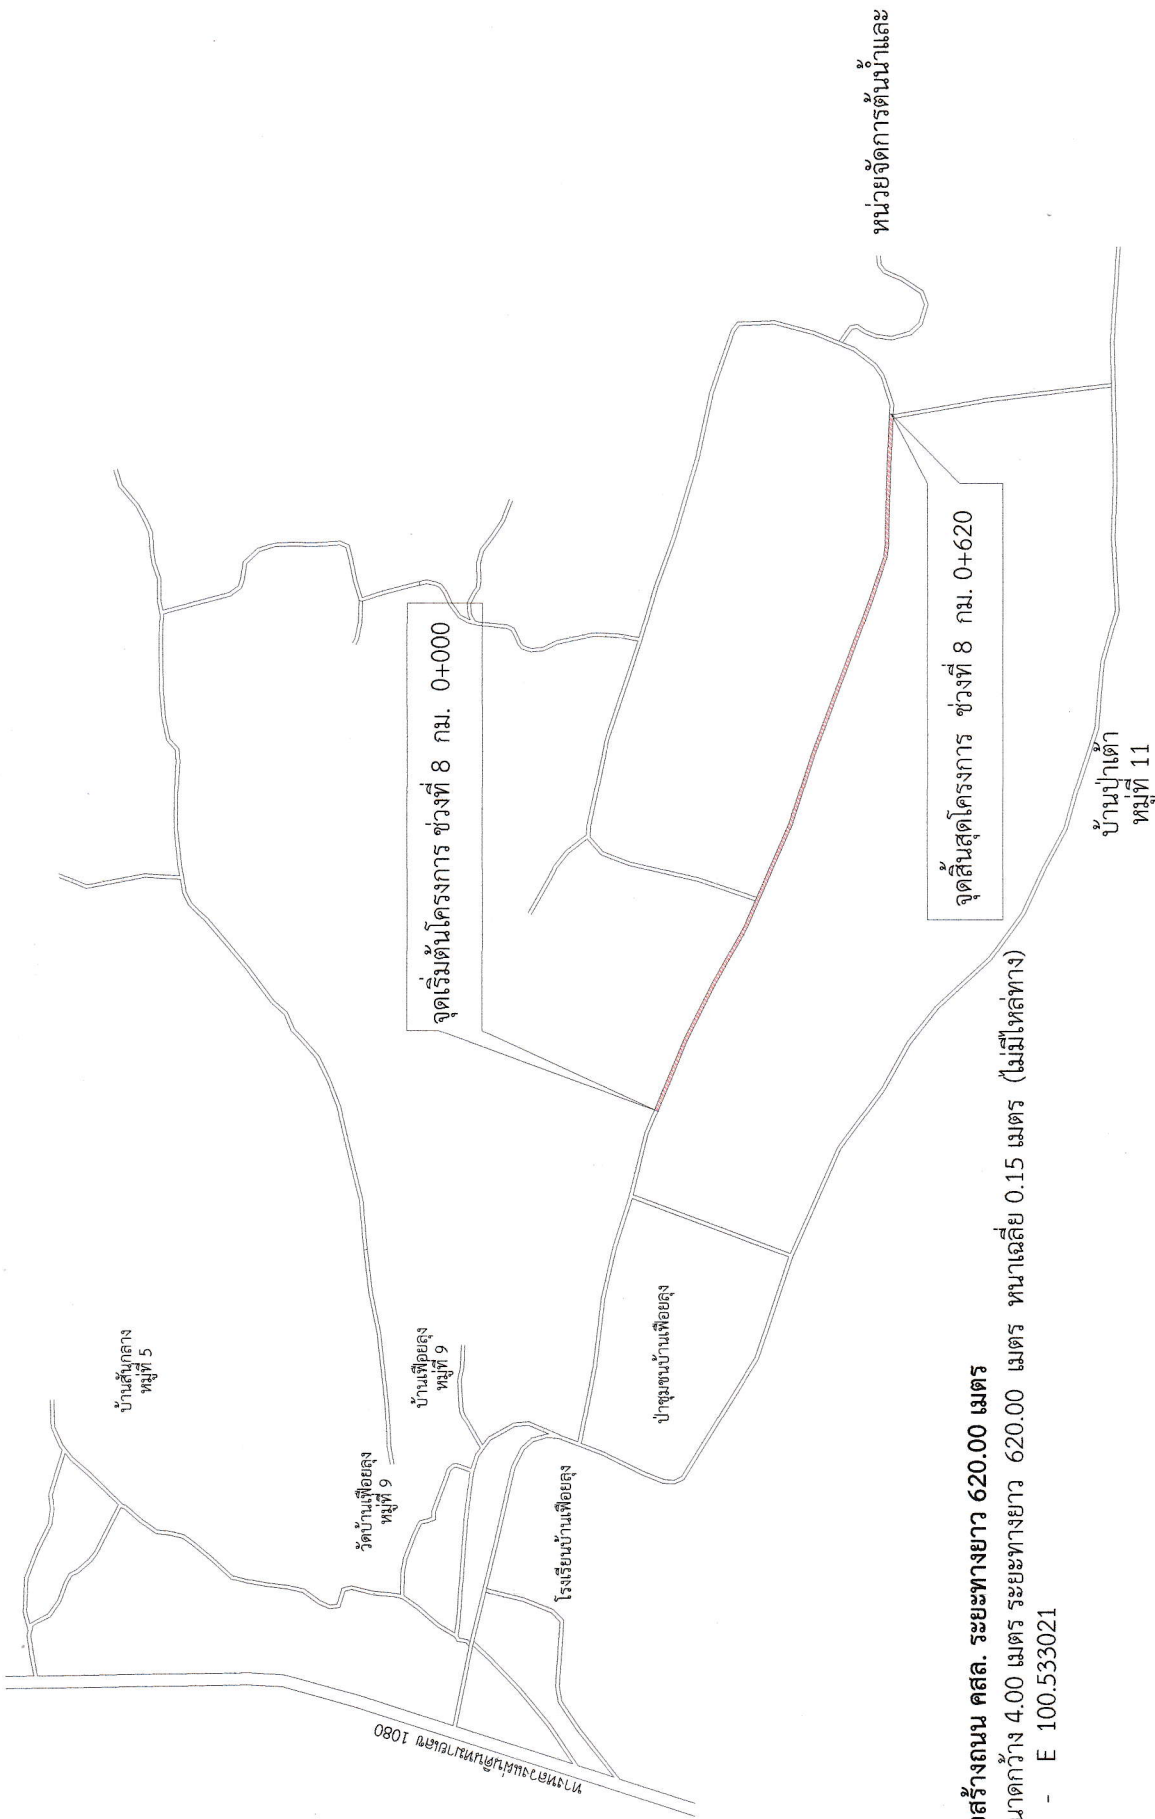 บ้านสันกลาง
หมู่ที่ 5
วัดบ้านเฟือยลุง
หมู่ที่ 9
บ้านเฟือยลุง
หมู่ที่ 9
โรงเรียนบ้านเฟือยลุง
ป่าชุมชนบ้านเฟือยลุง
ทางหลวงแผ่นดินหมายเลข 1080
จุดเริ่มต้นโครงการ ช่วงที่ 8 กม. 0+000
หน่วยจัดการต้นน้ำและ
จุดสิ้นสุดโครงการ ช่วงที่ 8 กม. 0+620
บ้านป่าเต้า
หมู่ที่ 11
สร้างถนน คสล. ระยะทางยาว 620.00 เมตร
นาดกว้าง 4.00 เมตร ระยะทางยาว 620.00 เมตร หนาเฉลี่ย 0.15 เมตร (ไม่มีไหล่ทาง)
- E 100.533021